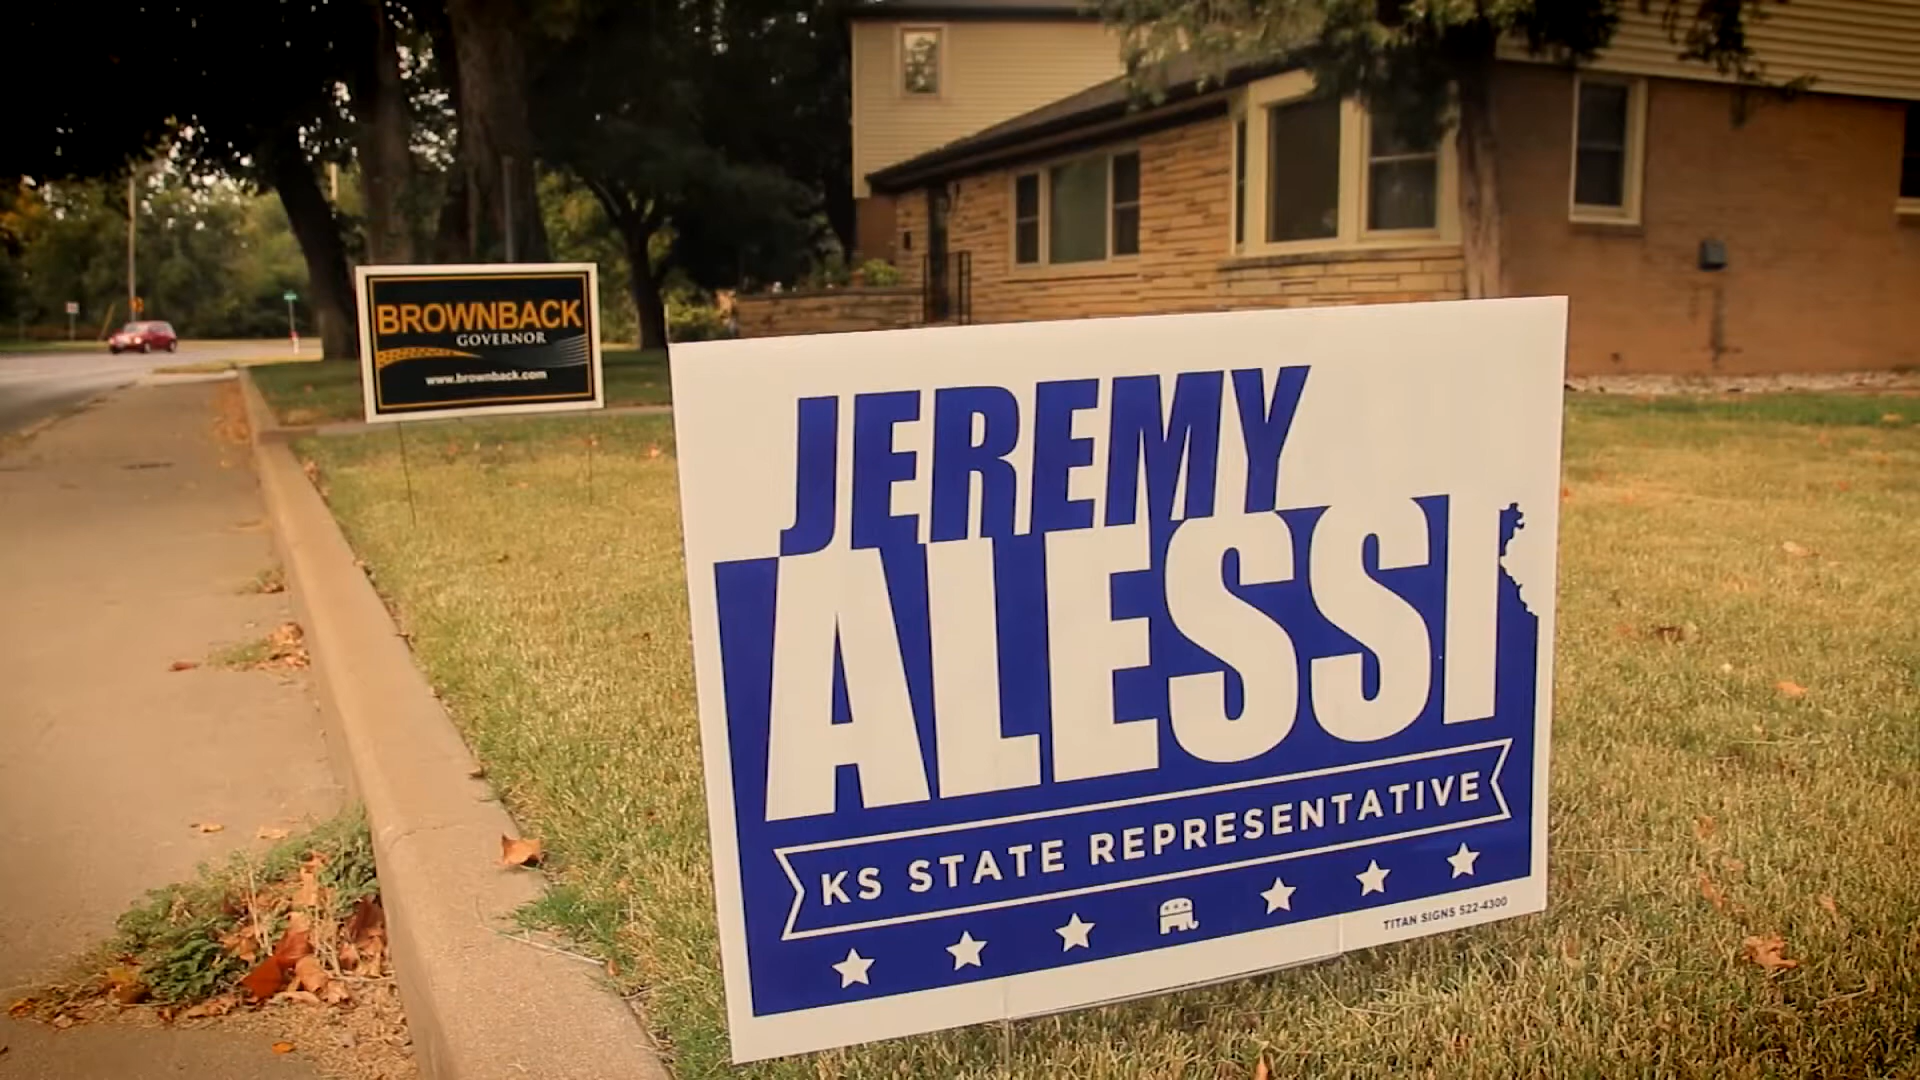 BROWNBACK
GOVERNOR
www.brownback.com
JEREMY
ALESSI
KS STATE REPRESENTATIVE
TITAN SIGNS 522-4300